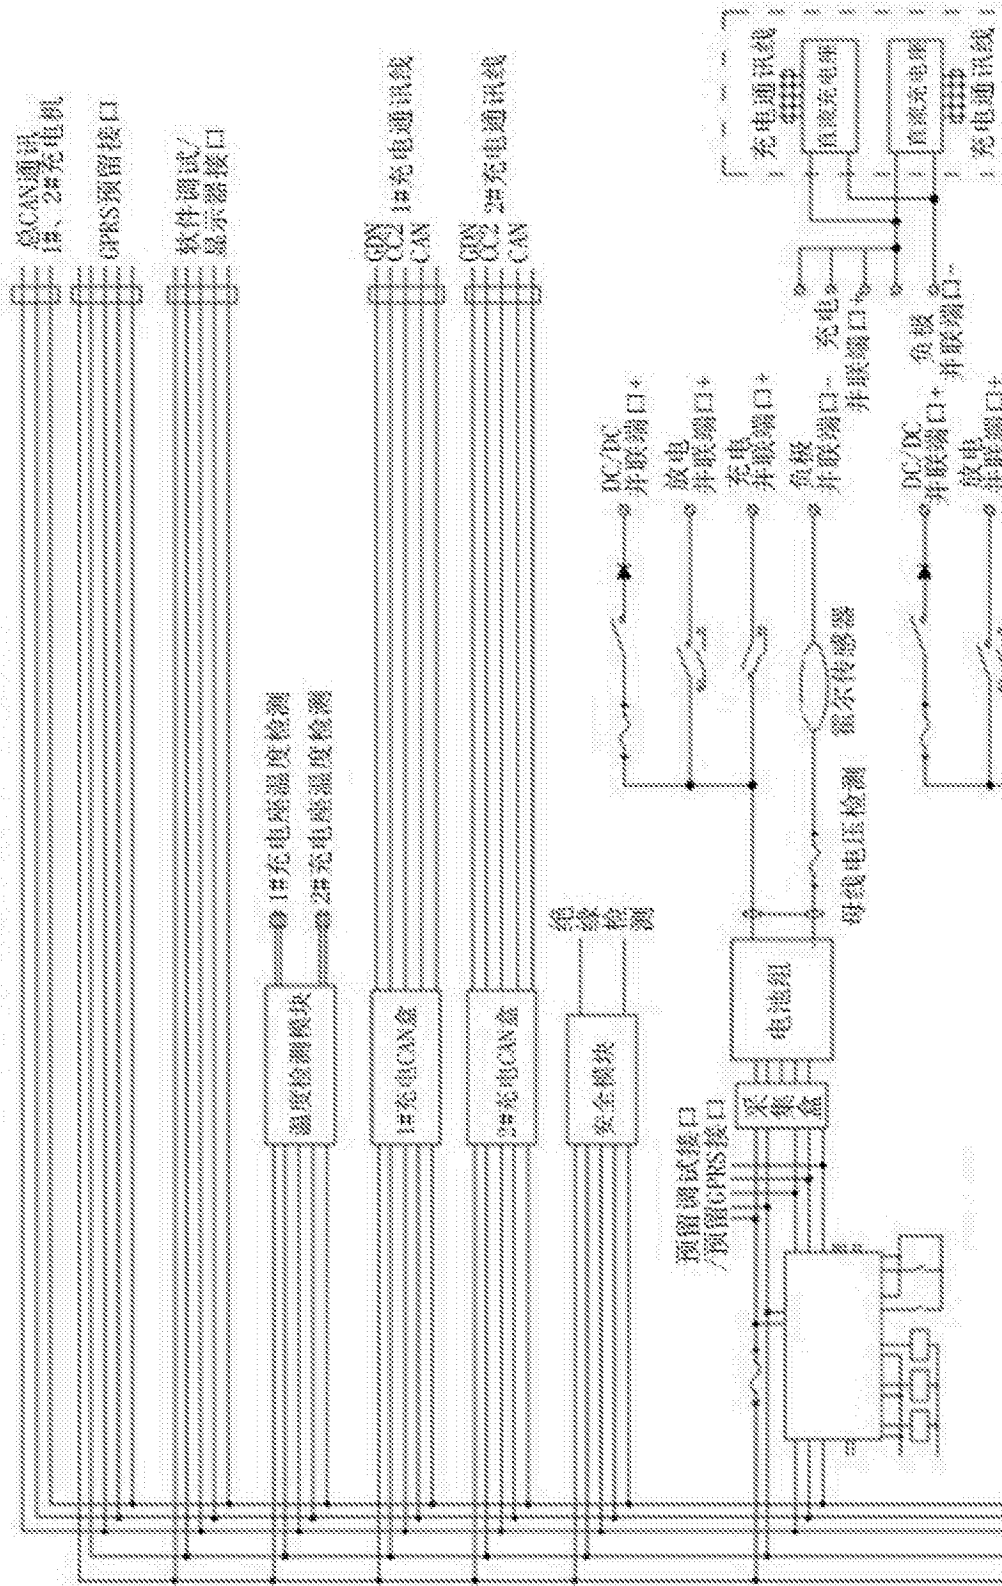 总CAN通讯
1#、2#充电机
GPRS预留接口
软件调试/
显示器接口
1#充电座温度检测
2#充电座温度检测
温度检测模块
GDN
CC2
CAN
1#充电通讯线
1#充电CAN盒
GDN
CC2
CAN
2#充电通讯线
2#充电CAN盒
绝缘检测
安全模块
DC/DC
并联端口+
放电
并联端口+
充电
并联端口+
负极
并联端口-
霍尔传感器
母线电压检测
电池组
采集盒
预留调试接口
/预留GPRS接口
充电通讯线
直流充电座
直流充电座
充电通讯线
充电
并联端口+
负极
并联端口-
DC/DC
并联端口+
放电
并联端口+